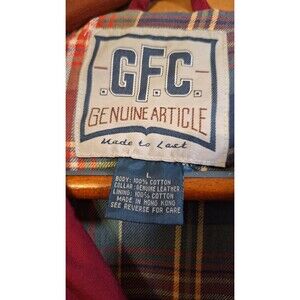 .G.F.C.
GENUINE ARTICLE
Made to Last
L
BODY: 100% COTTON
COLLAR: GENUINE LEATHER
LINING: 100% COTTON
MADE IN HONG KONG
SEE REVERSE FOR CARE